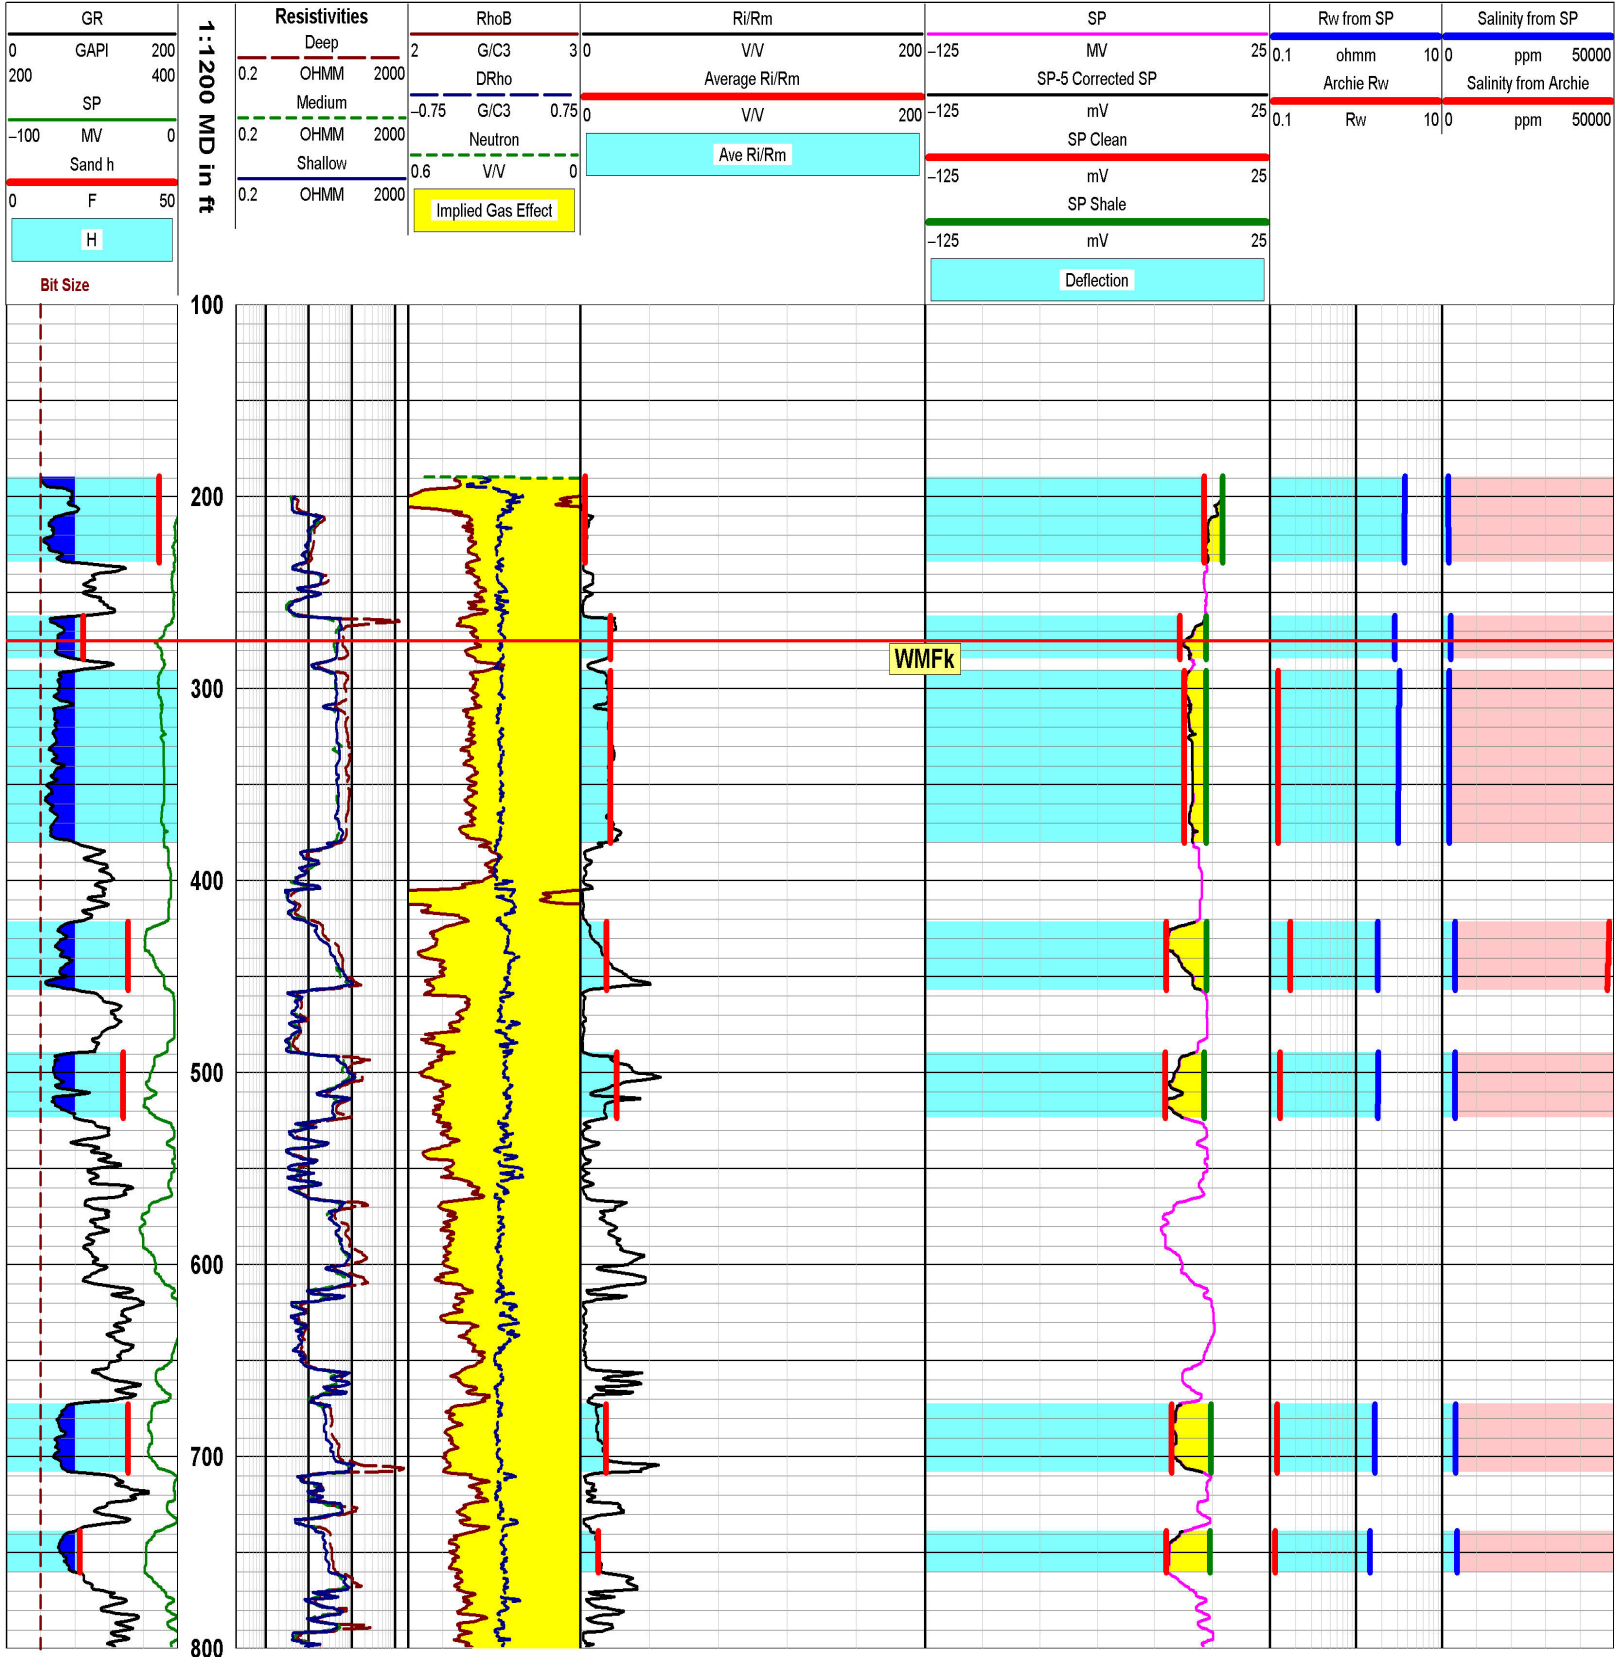 GR
0 GAPI 200
200 400
SP
−100 MV 0
Sand h
0 F 50
H
Bit Size
1:1200 MD in ft
Resistivities
Deep
0.2 OHMM 2000
Medium
0.2 OHMM 2000
Shallow
0.2 OHMM 2000
RhoB
2 G/C3 3
DRho
−0.75 G/C3 0.75
Neutron
0.6 V/V 0
Implied Gas Effect
Ri/Rm
0 V/V 200
Average Ri/Rm
0 V/V 200
Ave Ri/Rm
SP
−125 MV 25
SP-5 Corrected SP
−125 mV 25
SP Clean
−125 mV 25
SP Shale
−125 mV 25
Deflection
Rw from SP
0.1 ohmm 10
Archie Rw
0.1 Rw 10
Salinity from SP
0 ppm 50000
Salinity from Archie
0 ppm 50000
100
200
WMFk
300
400
500
600
700
800